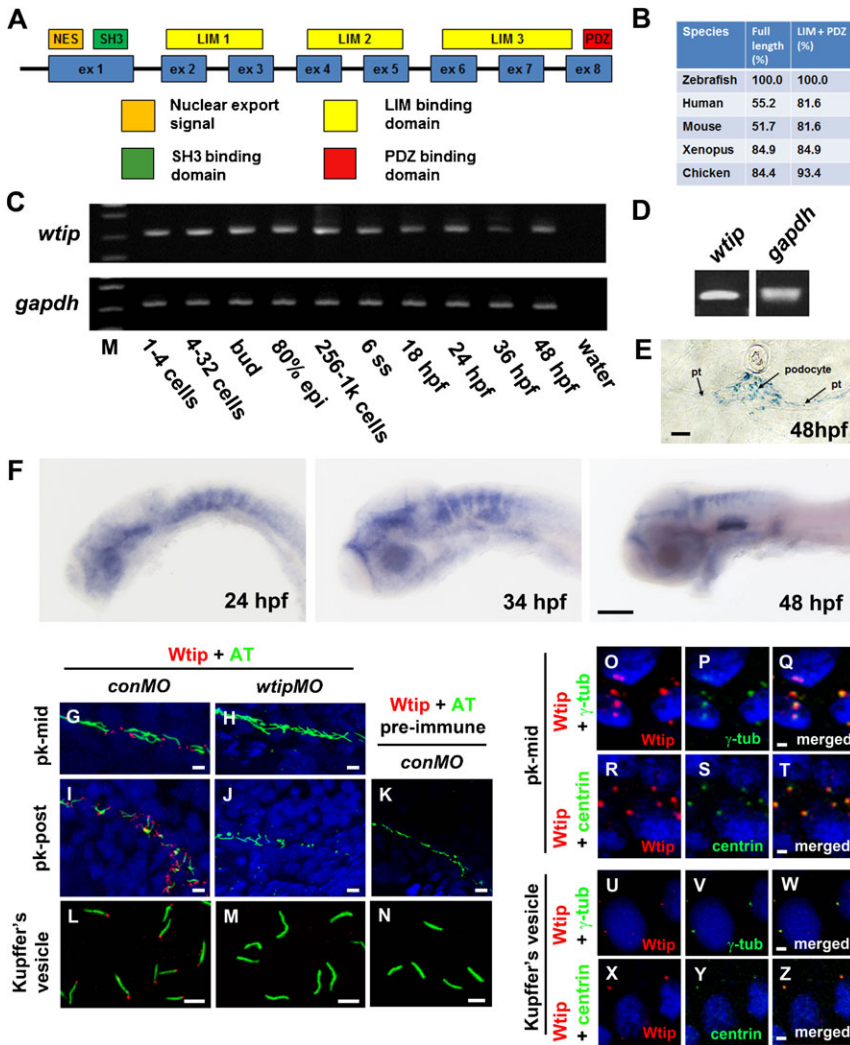 A
NES SH3 LIM 1 LIM 2 LIM 3 PDZ
ex 1 ex 2 ex 3 ex 4 ex 5 ex 6 ex 7 ex 8
Nuclear export signal
LIM binding domain
SH3 binding domain
PDZ binding domain
B
Species Full length (%) LIM + PDZ (%)
Zebrafish 100.0 100.0
Human 55.2 81.6
Mouse 51.7 81.6
Xenopus 84.9 84.9
Chicken 84.4 93.4
C
wtip
gapdh
M 1-4 cells 4-32 cells bud 80% epi 256-1k cells 6 ss 18 hpf 24 hpf 36 hpf 48 hpf water
D
wtip gapdh
E
pt podocyte pt
48hpf
F
24 hpf 34 hpf 48 hpf
Wtip + AT
conMO wtipMO
Wtip + AT
pre-immune
conMO
pk-mid
G H
pk-post
I J K
Kupffer's vesicle
L M N
pk-mid
Wtip + γ-tub
O P Q
Wtip γ-tub merged
Wtip + centrin
R S T
Wtip centrin merged
Kupffer's vesicle
Wtip + γ-tub
U V W
Wtip γ-tub merged
Wtip + centrin
X Y Z
Wtip centrin merged